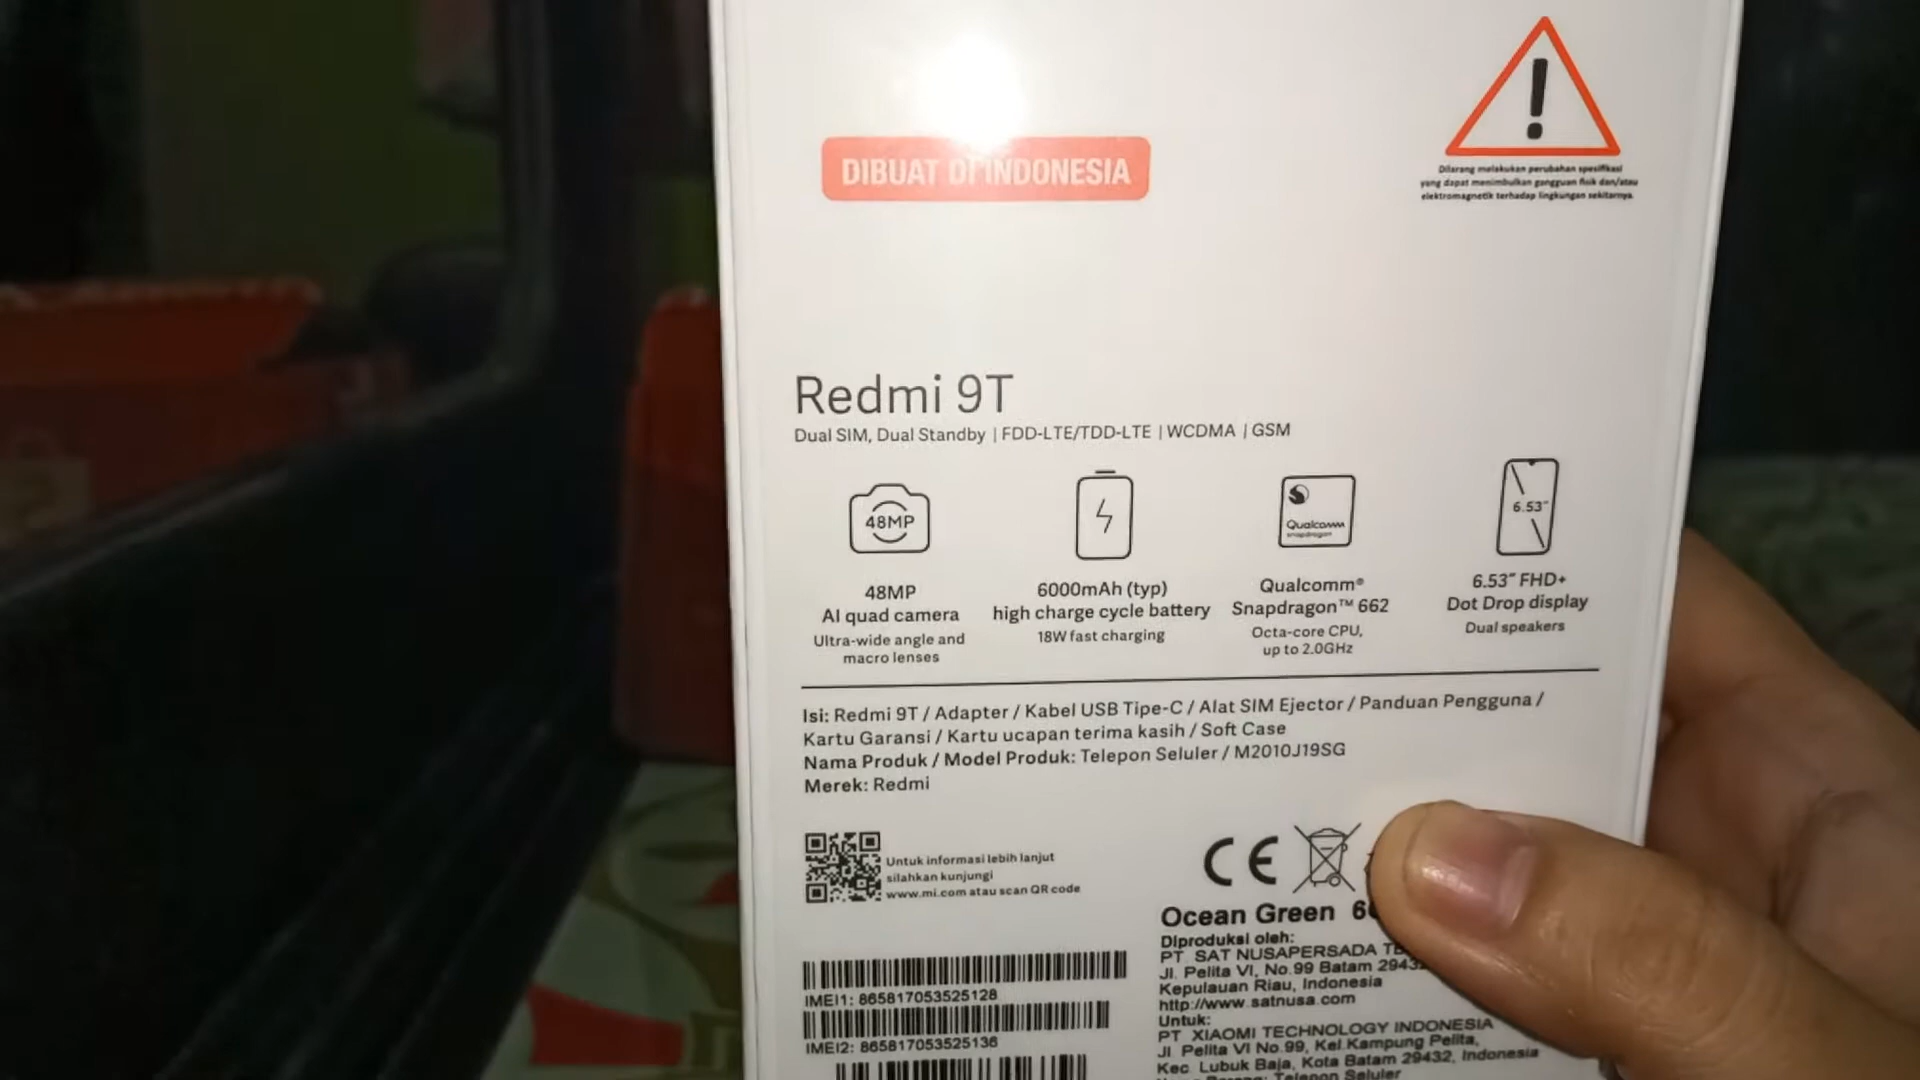 DIBUAT DI INDONESIA
Dilarang melakukan perubahan spesifikasi
yang dapat menimbulkan gangguan fisik dan/atau
elektromagnetik terhadap lingkungan sekitarnya.
Redmi 9T
Dual SIM, Dual Standby | FDD-LTE/TDD-LTE | WCDMA | GSM
48MP
Qualcomm
snapdragon
6.53"
48MP
AI quad camera
Ultra-wide angle and
macro lenses
6000mAh (typ)
high charge cycle battery
18W fast charging
Qualcomm®
Snapdragon™ 662
Octa-core CPU,
up to 2.0GHz
6.53" FHD+
Dot Drop display
Dual speakers
Isi: Redmi 9T / Adapter / Kabel USB Tipe-C / Alat SIM Ejector / Panduan Pengguna /
Kartu Garansi / Kartu ucapan terima kasih / Soft Case
Nama Produk / Model Produk: Telepon Seluler / M2010J19SG
Merek: Redmi
Untuk informasi lebih lanjut
silahkan kunjungi
www.mi.com atau scan QR code
CE
Ocean Green
Diproduksi oleh:
PT. SAT NUSAPERSADA
Jl. Pelita VI, No.99 Batam
Kepulauan Riau, Indonesia
http://www.satnusa.com
Untuk:
PT. XIAOMI TECHNOLOGY INDONESIA
Jl. Pelita VI No.99, Kel.Kampung Pelita,
Kec. Lubuk Baja, Kota Batam 29432, Indonesia
Telepon Seluler
IMEI1: 865817053525128
IMEI2: 865817053525136